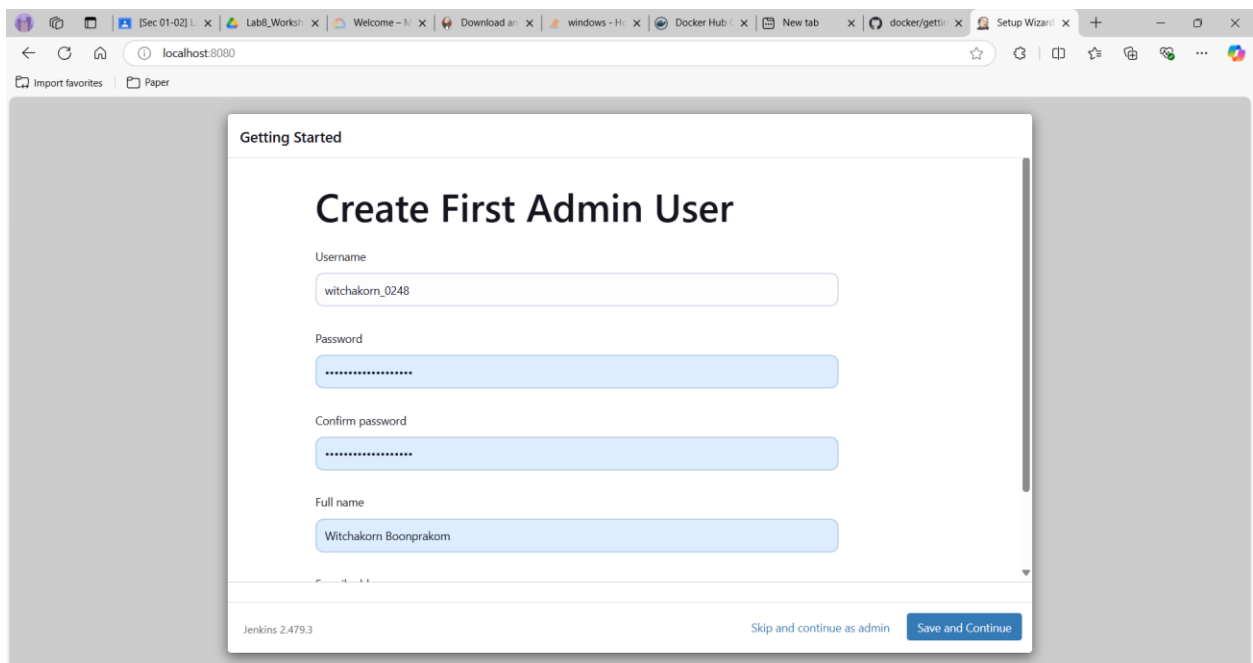 [Sec 01-02] L
Lab8_Worksh
Welcome – M
Download an
windows - Ho
Docker Hub
New tab
docker/gettin
Setup Wizard
localhost:8080
Import favorites
Paper
Getting Started
Create First Admin User
Username
witchakorn_0248
Password
•••••••••••••••••••
Confirm password
•••••••••••••••••••
Full name
Witchakorn Boonprakom
Jenkins 2.479.3
Skip and continue as admin
Save and Continue